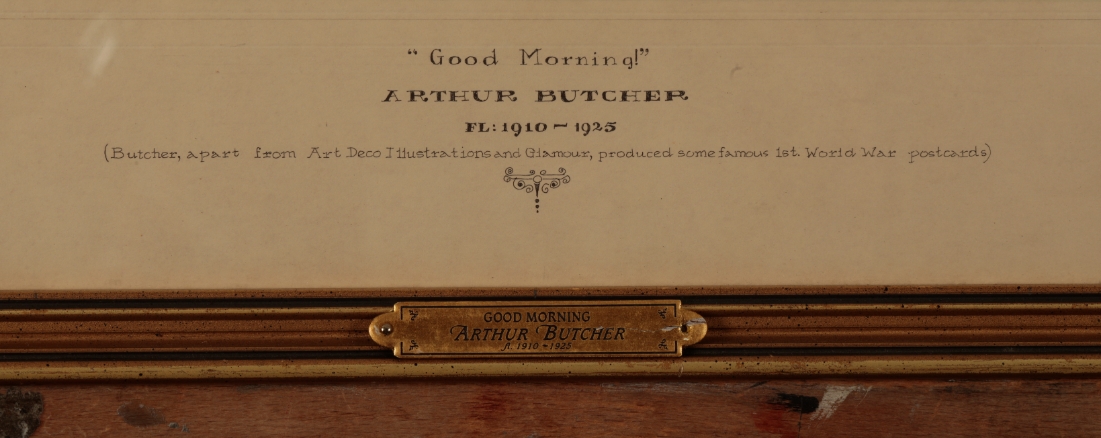 “Good Morning!”
ARTHUR BUTCHER
FL: 1910 ~ 1925
(Butcher, apart from Art Deco Illustrations and Glamour, produced some famous 1st. World War postcards)
GOOD MORNING
ARTHUR BUTCHER
fl. 1910 ~ 1925